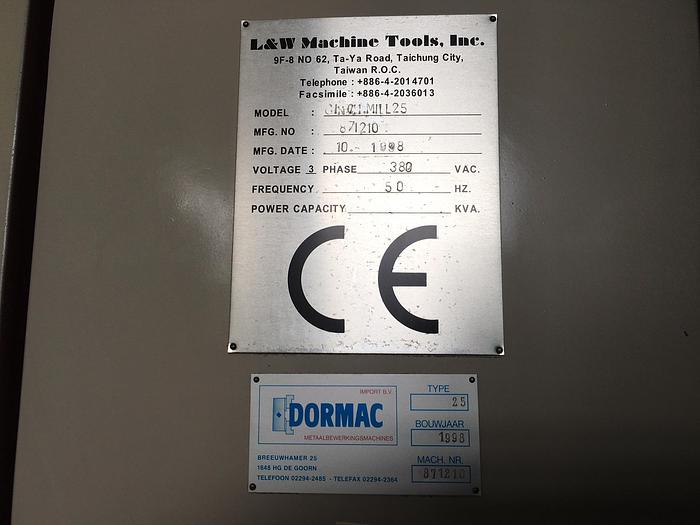 L&W Machine Tools, Inc.
9F-8 NO 62, Ta-Ya Road, Taichung City,
Taiwan R.O.C.
Telephone : +886-4-2014701
Facsimile : +886-4-2036013
MODEL :
MFG. NO : 871210
MFG. DATE : 10. 1998
VOLTAGE 3 PHASE 380 VAC.
FREQUENCY 50 HZ.
POWER CAPACITY KVA.
CE
IMPORT B.V.
DORMAC
METAALBEWERKINGSMACHINES
BREEUWHAMER 25
1648 HG DE GOORN
TELEFOON 02294-2485 - TELEFAX 02294-2364
TYPE
25
BOUWJAAR
1998
MACH. NR.
871210